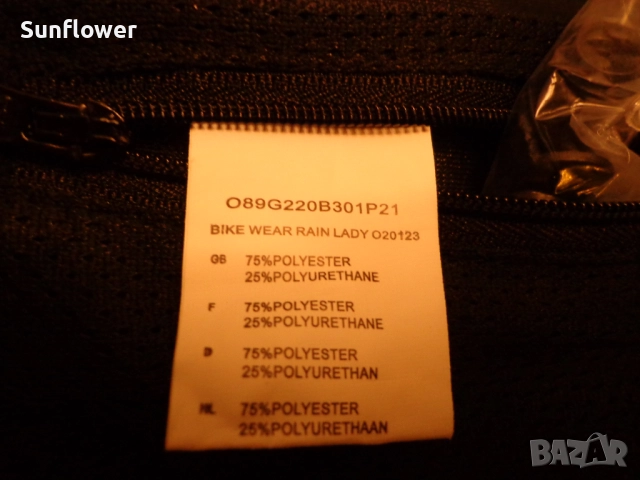 Sunflower
O89G220B301P21
BIKE WEAR RAIN LADY O20123
GB 75%POLYESTER
25%POLYURETHANE
F 75%POLYESTER
25%POLYURETHANE
D 75%POLYESTER
25%POLYURETHAN
NL 75%POLYESTER
25%POLYURETHAAN
BAZAR